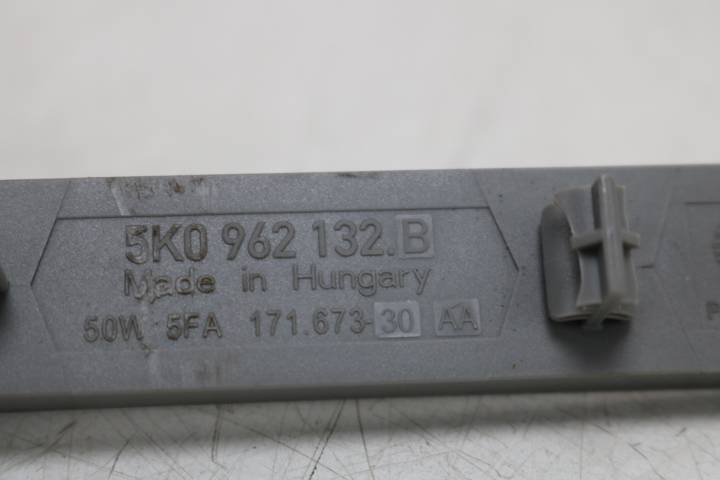 5K0 962 132.B
Made in Hungary
50W 5FA 171.673-30 AA